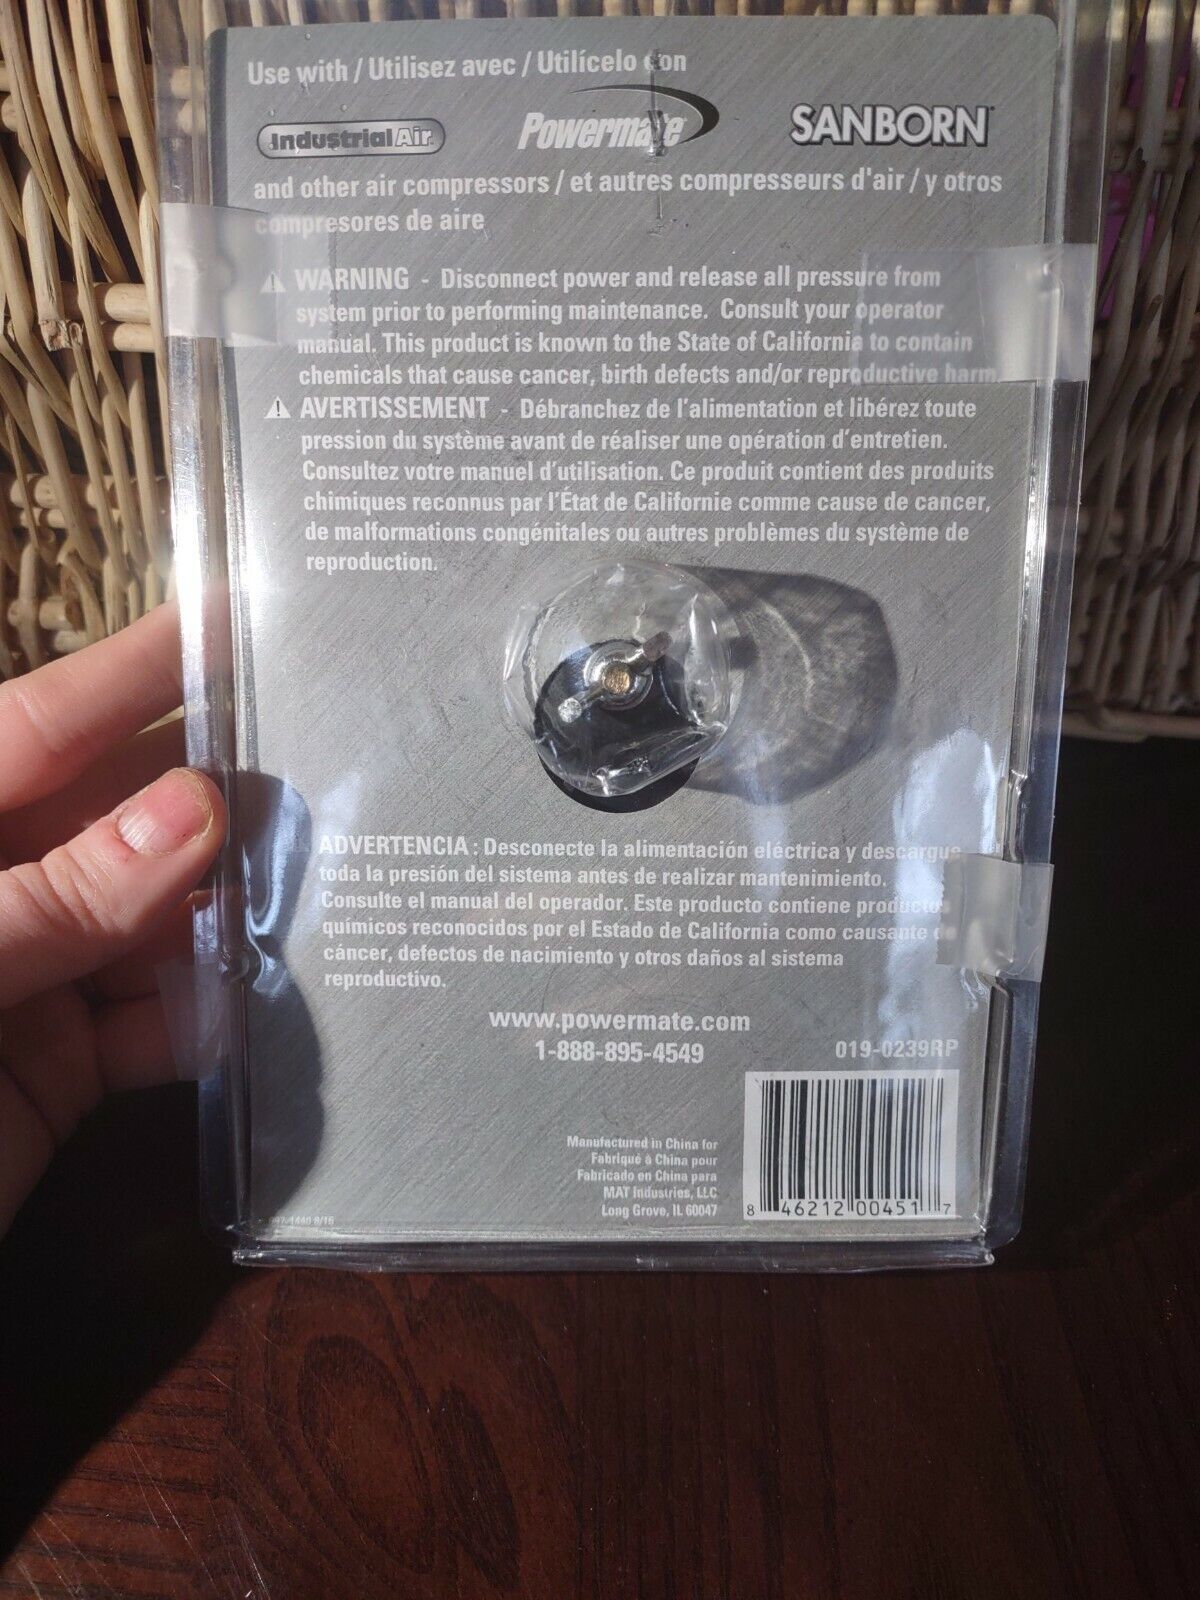 Use with / Utilisez avec / Utilícelo con
Industrial Air
Powermate
SANBORN
and other air compressors / et autres compresseurs d'air / y otros
compresores de aire
WARNING - Disconnect power and release all pressure from
system prior to performing maintenance. Consult your operator
manual. This product is known to the State of California to contain
chemicals that cause cancer, birth defects and/or reproductive harm
AVERTISSEMENT - Débranchez de l'alimentation et libérez toute
pression du système avant de réaliser une opération d'entretien.
Consultez votre manuel d'utilisation. Ce produit contient des produits
chimiques reconnus par l'État de Californie comme cause de cancer,
de malformations congénitales ou autres problèmes du système de
reproduction.
ADVERTENCIA : Desconecte la alimentación eléctrica y descargue
toda la presión del sistema antes de realizar mantenimiento.
Consulte el manual del operador. Este producto contiene productos
químicos reconocidos por el Estado de California como causante de
cáncer, defectos de nacimiento y otros daños al sistema
reproductivo.
www.powermate.com
1-888-895-4549
019-0239RP
Manufactured in China for
Fabriqué à China pour
Fabricado en China para
MAT Industries, LLC
Long Grove, IL 60047
8 46212 00451 7
8/16